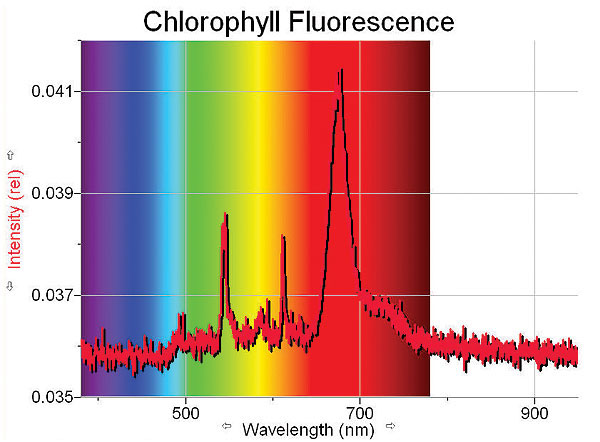 Chlorophyll Fluorescence
0.041
0.039
0.037
0.035
Intensity (rel)
500
700
900
Wavelength (nm)